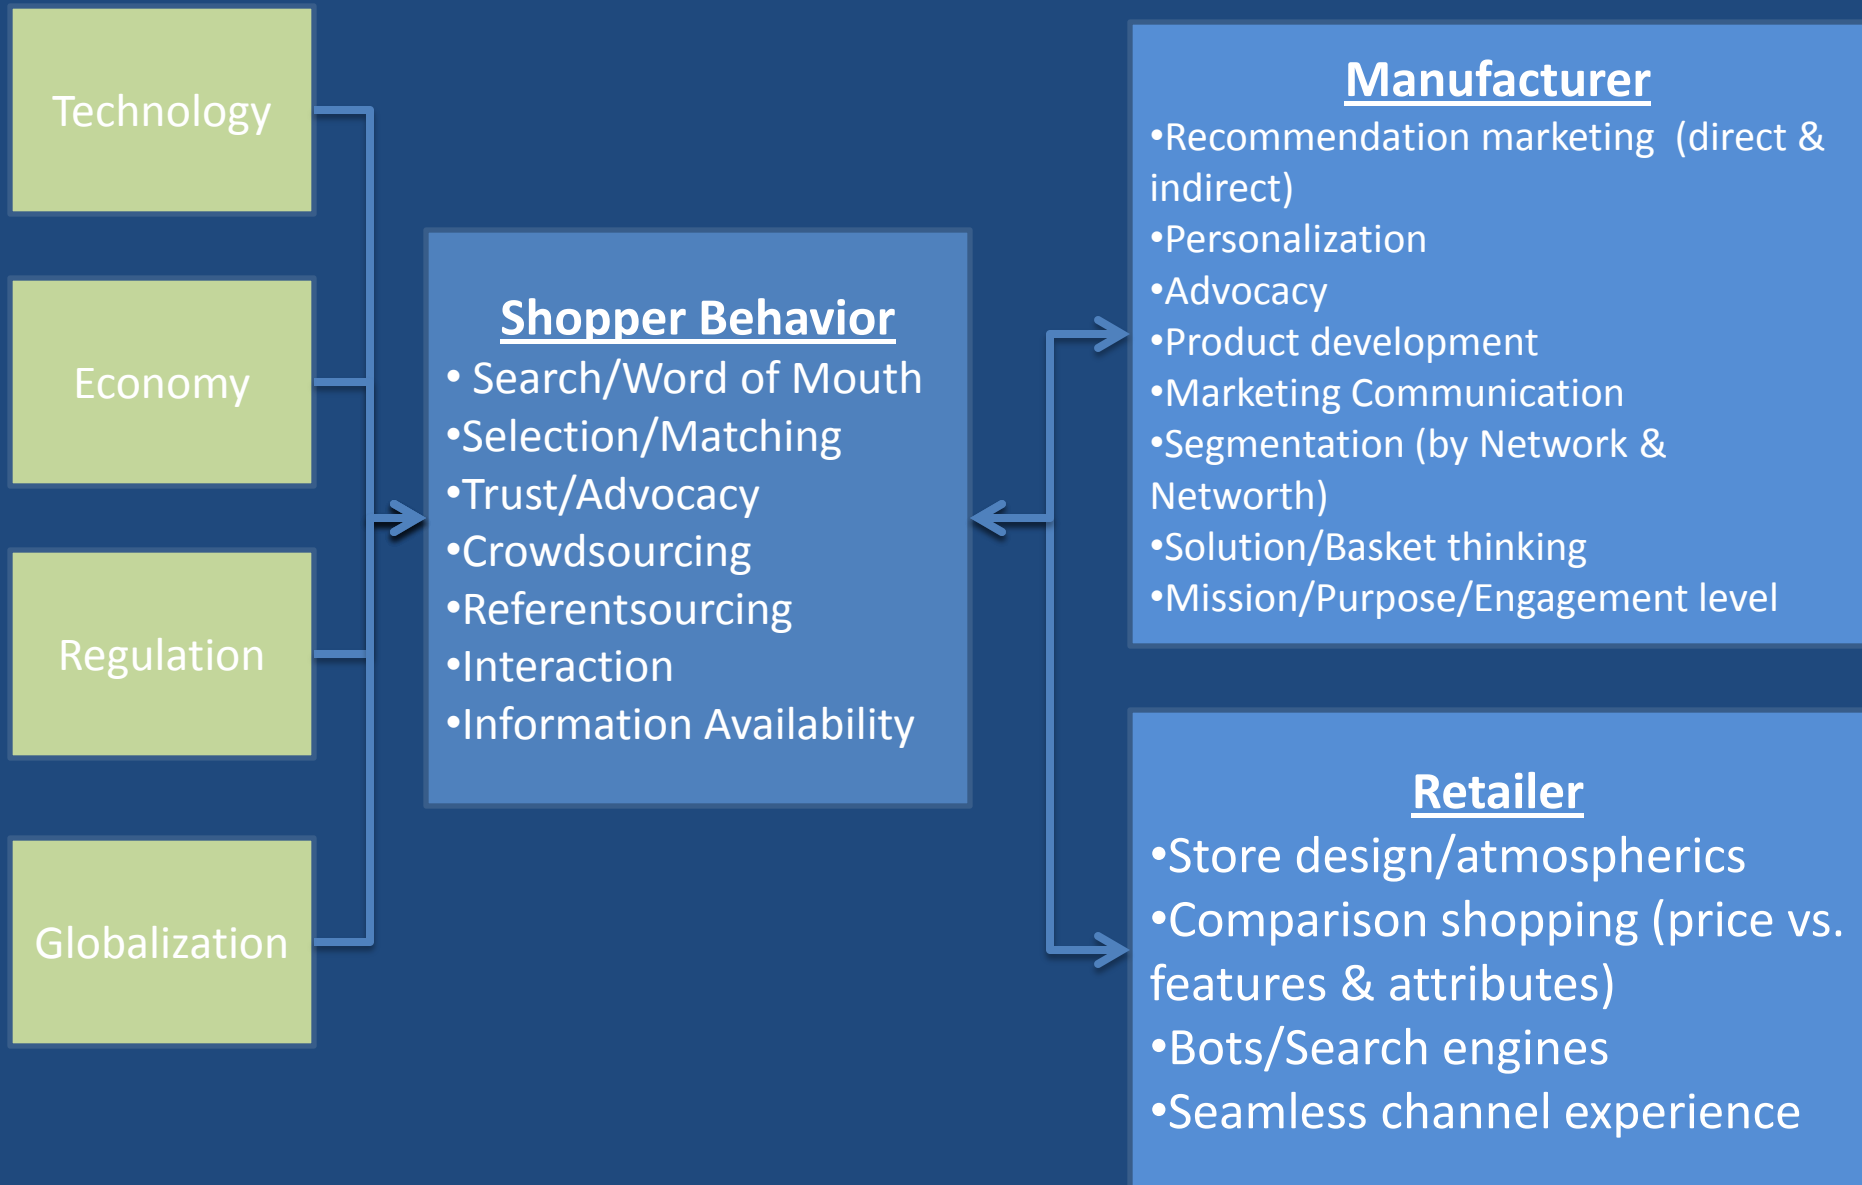 Technology
Economy
Regulation
Globalization
Shopper Behavior
• Search/Word of Mouth
•Selection/Matching
•Trust/Advocacy
•Crowdsourcing
•Referentsourcing
•Interaction
•Information Availability
Manufacturer
•Recommendation marketing  (direct &
indirect)
•Personalization
•Advocacy
•Product development
•Marketing Communication
•Segmentation (by Network &
Networth)
•Solution/Basket thinking
•Mission/Purpose/Engagement level
Retailer
•Store design/atmospherics
•Comparison shopping (price vs.
features & attributes)
•Bots/Search engines
•Seamless channel experience